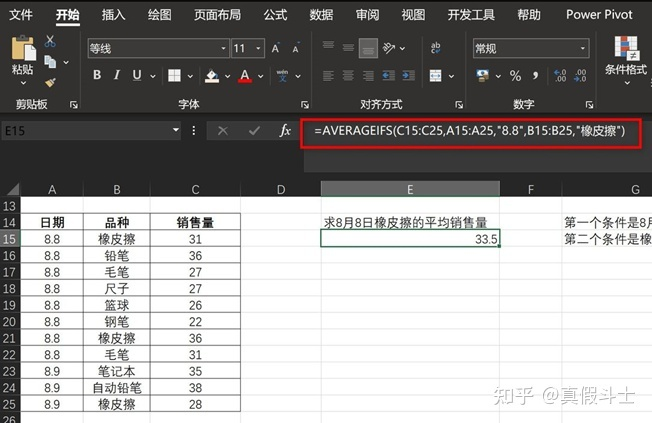 文件 开始 插入 绘图 页面布局 公式 数据 审阅 视图 开发工具 帮助 Power Pivot
等线 11 A A 常规
粘贴 B I U A wén 文 ab % , 条件格式
剪贴板 字体 对齐方式 数字
E15 fx =AVERAGEIFS(C15:C25,A15:A25,"8.8",B15:B25,"橡皮擦")
A B C D E F G
13
14 日期 品种 销售量 求8月8日橡皮擦的平均销售量 第一个条件是8月
15 8.8 橡皮擦 31 33.5 第二个条件是橡
16 8.8 铅笔 36
17 8.8 毛笔 27
18 8.8 尺子 27
19 8.8 篮球 26
20 8.8 钢笔 22
21 8.8 橡皮擦 36
22 8.8 毛笔 31
23 8.9 笔记本 35
24 8.9 自动铅笔 38
25 8.9 橡皮擦 28
26
知乎 @真假斗士